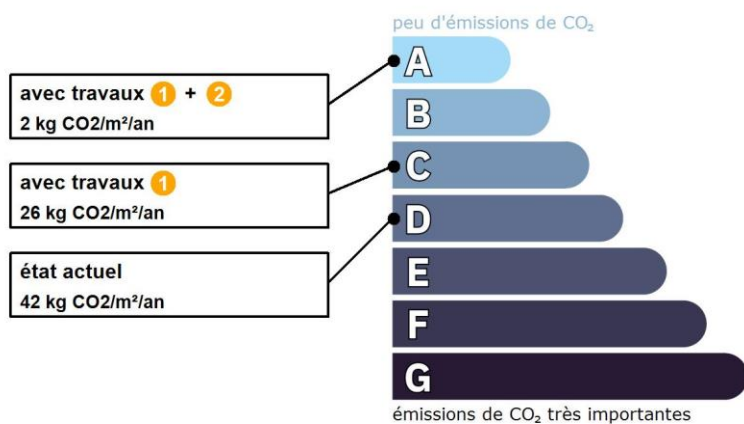 peu d'émissions de CO₂
A
avec travaux 1 + 2
2 kg CO2/m²/an
B
avec travaux 1
26 kg CO2/m²/an
C
D
état actuel
42 kg CO2/m²/an
E
F
G
émissions de CO₂ très importantes